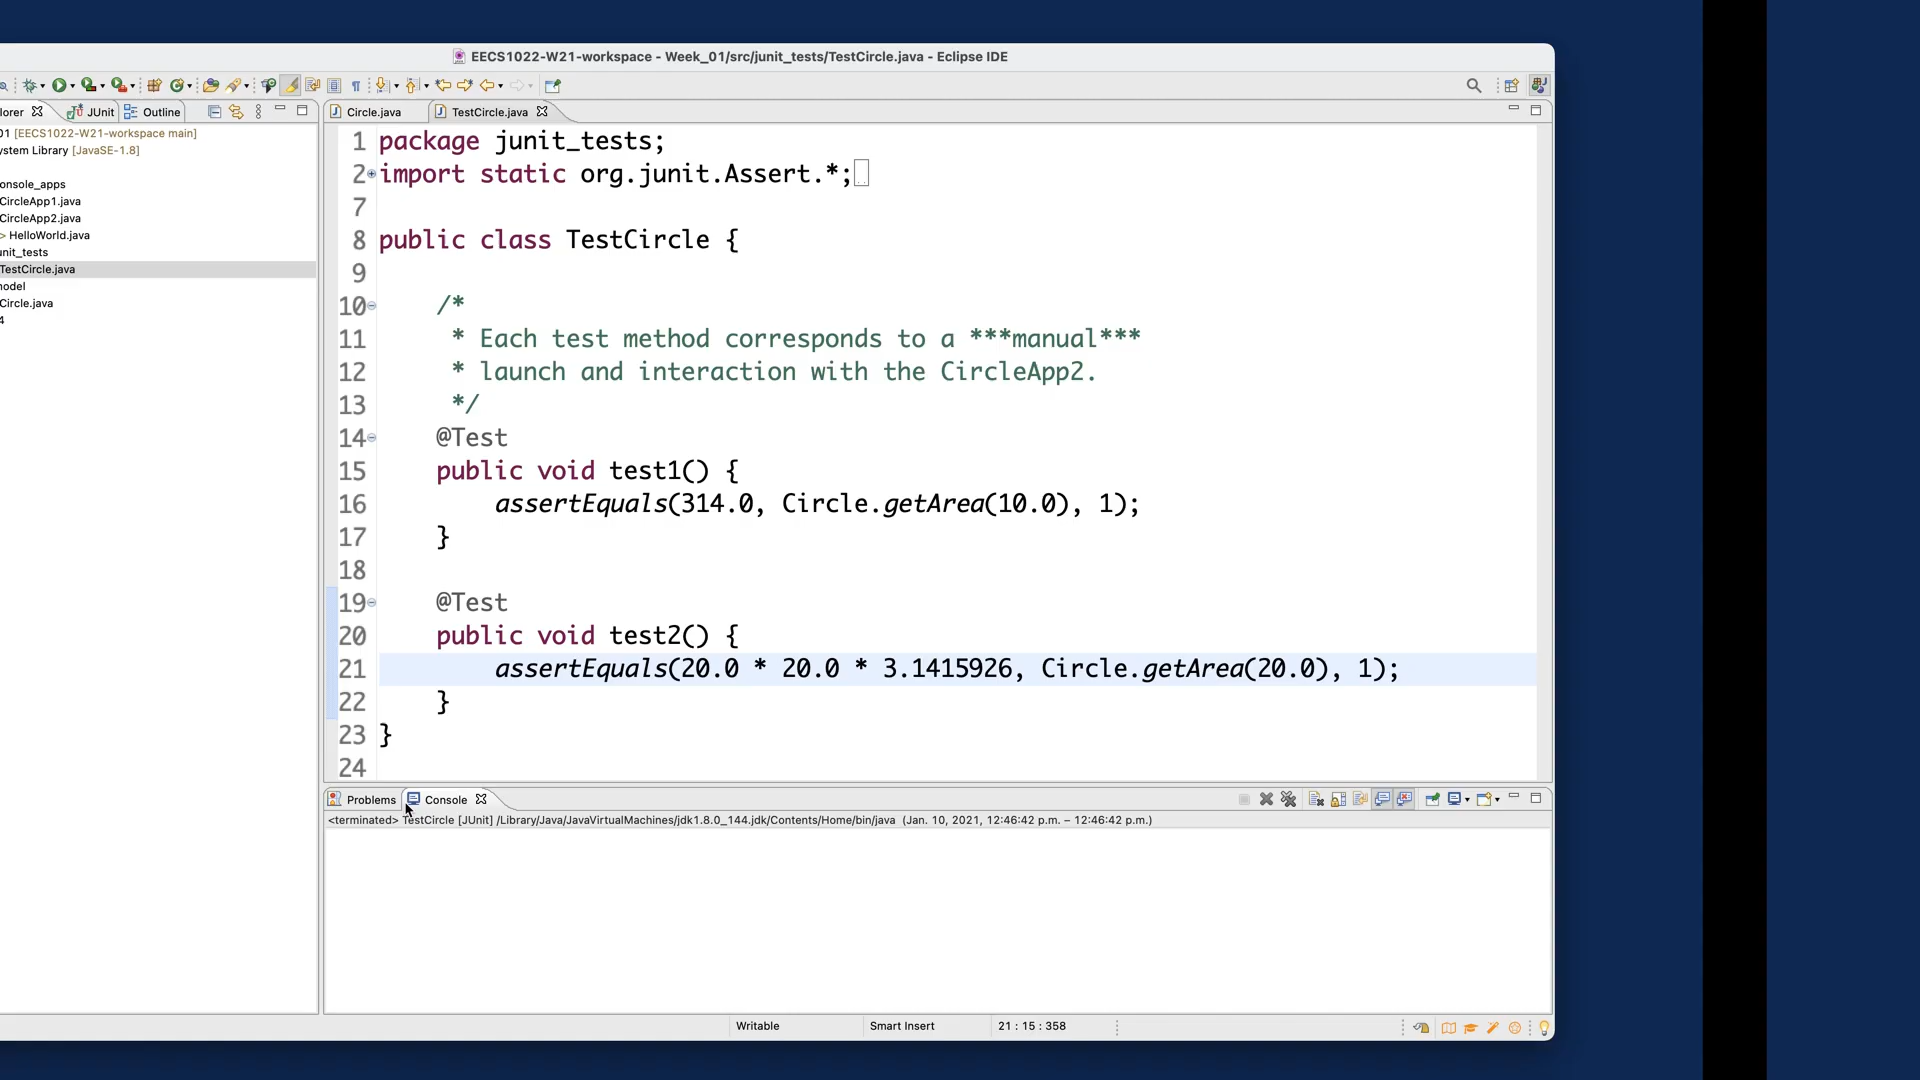 EECS1022-W21-workspace - Week_01/src/junit_tests/TestCircle.java - Eclipse IDE
lorer
JUnit
Outline
01 [EECS1022-W21-workspace main]
ystem Library [JavaSE-1.8]
onsole_apps
CircleApp1.java
CircleApp2.java
> HelloWorld.java
unit_tests
TestCircle.java
model
Circle.java
4
Circle.java
TestCircle.java
1 package junit_tests;
2 import static org.junit.Assert.*;
7
8 public class TestCircle {
9
10 /*
11 * Each test method corresponds to a ***manual***
12 * launch and interaction with the CircleApp2.
13 */
14 @Test
15 public void test1() {
16 assertEquals(314.0, Circle.getArea(10.0), 1);
17 }
18
19 @Test
20 public void test2() {
21 assertEquals(20.0 * 20.0 * 3.1415926, Circle.getArea(20.0), 1);
22 }
23 }
24
Problems
Console
<terminated> TestCircle [JUnit] /Library/Java/JavaVirtualMachines/jdk1.8.0_144.jdk/Contents/Home/bin/java (Jan. 10, 2021, 12:46:42 p.m. – 12:46:42 p.m.)
Writable
Smart Insert
21 : 15 : 358